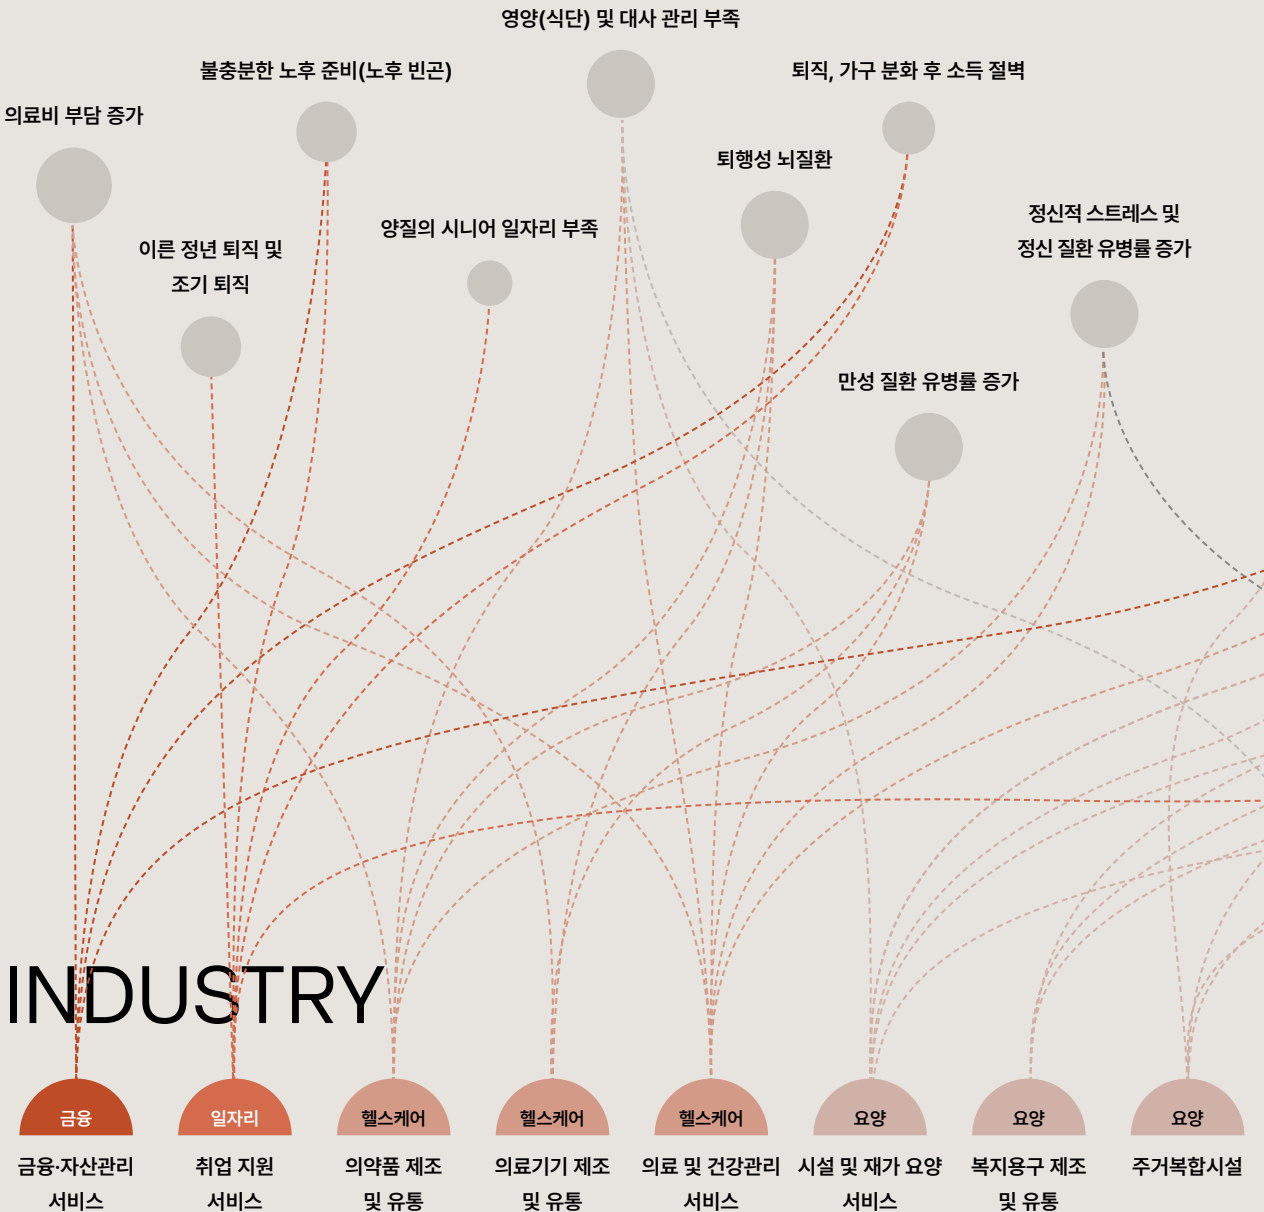 영양(식단) 및 대사 관리 부족
불충분한 노후 준비(노후 빈곤)
퇴직, 가구 분화 후 소득 절벽
의료비 부담 증가
퇴행성 뇌질환
양질의 시니어 일자리 부족
정신적 스트레스 및
정신 질환 유병률 증가
이른 정년 퇴직 및
조기 퇴직
만성 질환 유병률 증가
INDUSTRY
금융
일자리
헬스케어
헬스케어
헬스케어
요양
요양
요양
금융·자산관리
서비스
취업 지원
서비스
의약품 제조
및 유통
의료기기 제조
및 유통
의료 및 건강관리
서비스
시설 및 재가 요양
서비스
복지용구 제조
및 유통
주거복합시설